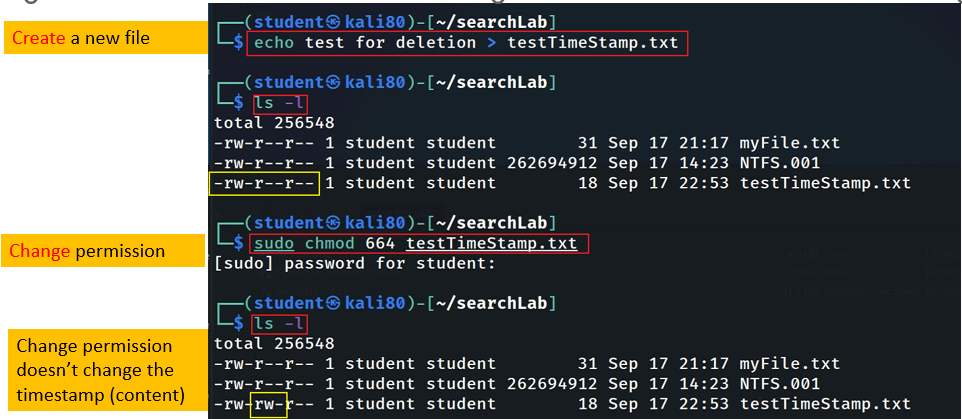 ┌──(student㉿kali80)-[~/searchLab]
Create a new file
└─$ echo test for deletion > testTimeStamp.txt
┌──(student㉿kali80)-[~/searchLab]
└─$ ls -l
total 256548
-rw-r--r-- 1 student student        31 Sep 17 21:17 myFile.txt
-rw-r--r-- 1 student student 262694912 Sep 17 14:23 NTFS.001
-rw-r--r-- 1 student student        18 Sep 17 22:53 testTimeStamp.txt
┌──(student㉿kali80)-[~/searchLab]
Change permission
└─$ sudo chmod 664 testTimeStamp.txt
[sudo] password for student:
┌──(student㉿kali80)-[~/searchLab]
└─$ ls -l
Change permission
doesn’t change the
timestamp (content)
total 256548
-rw-r--r-- 1 student student        31 Sep 17 21:17 myFile.txt
-rw-r--r-- 1 student student 262694912 Sep 17 14:23 NTFS.001
-rw-rw-r-- 1 student student        18 Sep 17 22:53 testTimeStamp.txt